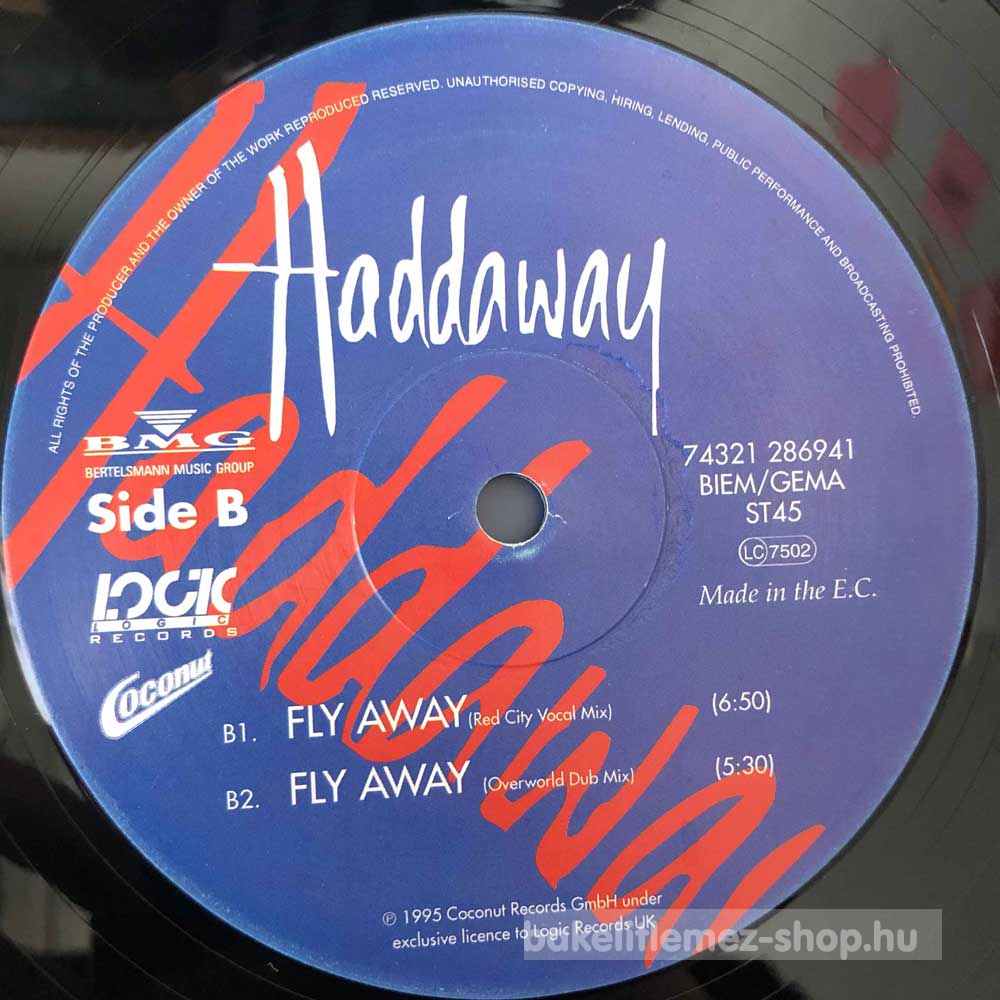 ALL RIGHTS OF THE PRODUCER AND THE OWNER OF THE WORK REPRODUCED RESERVED. UNAUTHORISED COPYING, HIRING, LENDING, PUBLIC PERFORMANCE AND BROADCASTING PROHIBITED.
Haddaway
Haddaway
BMG
BERTELSMANN MUSIC GROUP
Side B
LOGIC
LOGIC
RECORDS
Coconut
74321 286941
BIEM/GEMA
ST45
LC 7502
Made in the E.C.
B1. FLY AWAY (Red City Vocal Mix) (6:50)
B2. FLY AWAY (Overworld Dub Mix) (5:30)
℗ 1995 Coconut Records GmbH under
exclusive licence to Logic Records UK
bakelitlemez-shop.hu